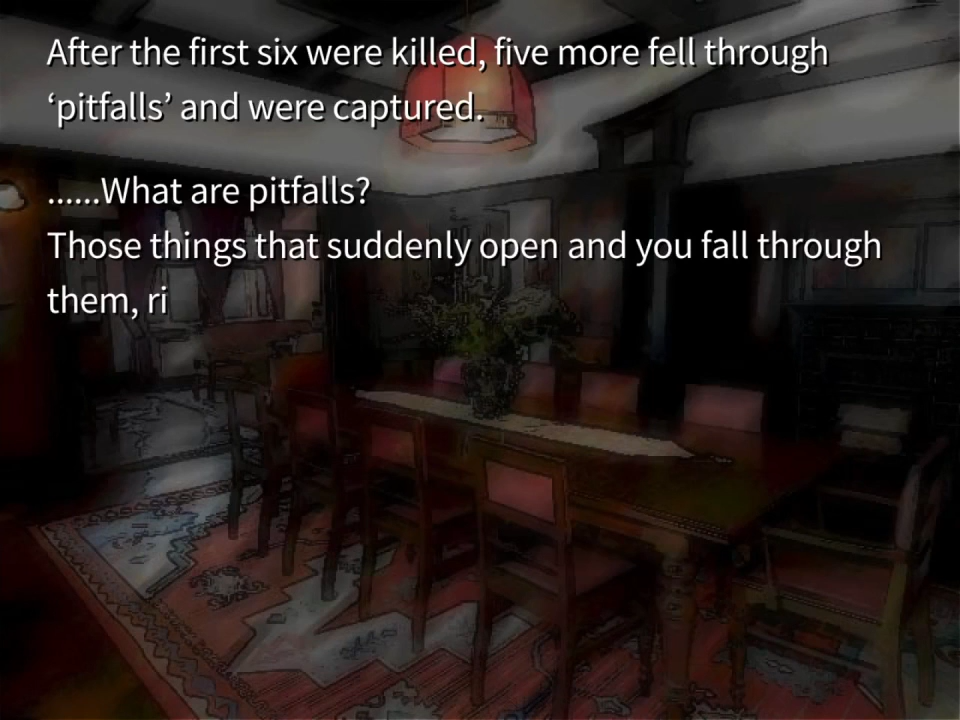 After the first six were killed, five more fell through
‘pitfalls’ and were captured.
......What are pitfalls?
Those things that suddenly open and you fall through
them, ri